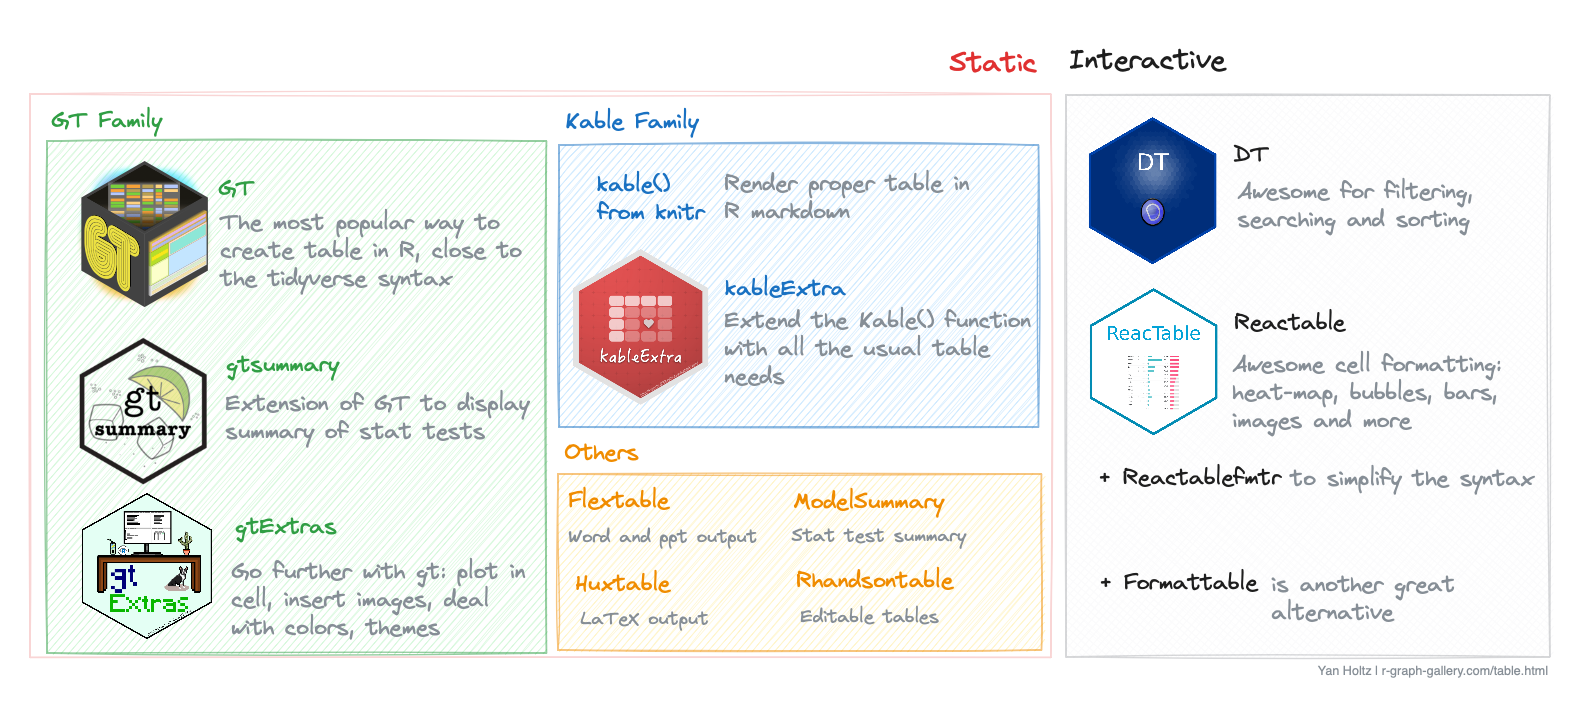 Static
Interactive
GT Family
GT
GT
The most popular way to
create table in R, close to
the tidyverse syntax
gt
summary
gtsummary
Extension of GT to display
summary of stat tests
gt
Extras
gtExtras
Go further with gt: plot in
cell, insert images, deal
with colors, themes
Kable Family
kable()
from knitr
Render proper table in
R markdown
kableExtra
kableExtra
Extend the Kable() function
with all the usual table
needs
Others
Flextable
Word and ppt output
ModelSummary
Stat test summary
Huxtable
LaTeX output
Rhandsontable
Editable tables
DT
DT
Awesome for filtering,
searching and sorting
ReacTable
Reactable
Awesome cell formatting:
heat-map, bubbles, bars,
images and more
+ Reactablefmtr to simplify the syntax
+ Formattable is another great
alternative
Yan Holtz | r-graph-gallery.com/table.html